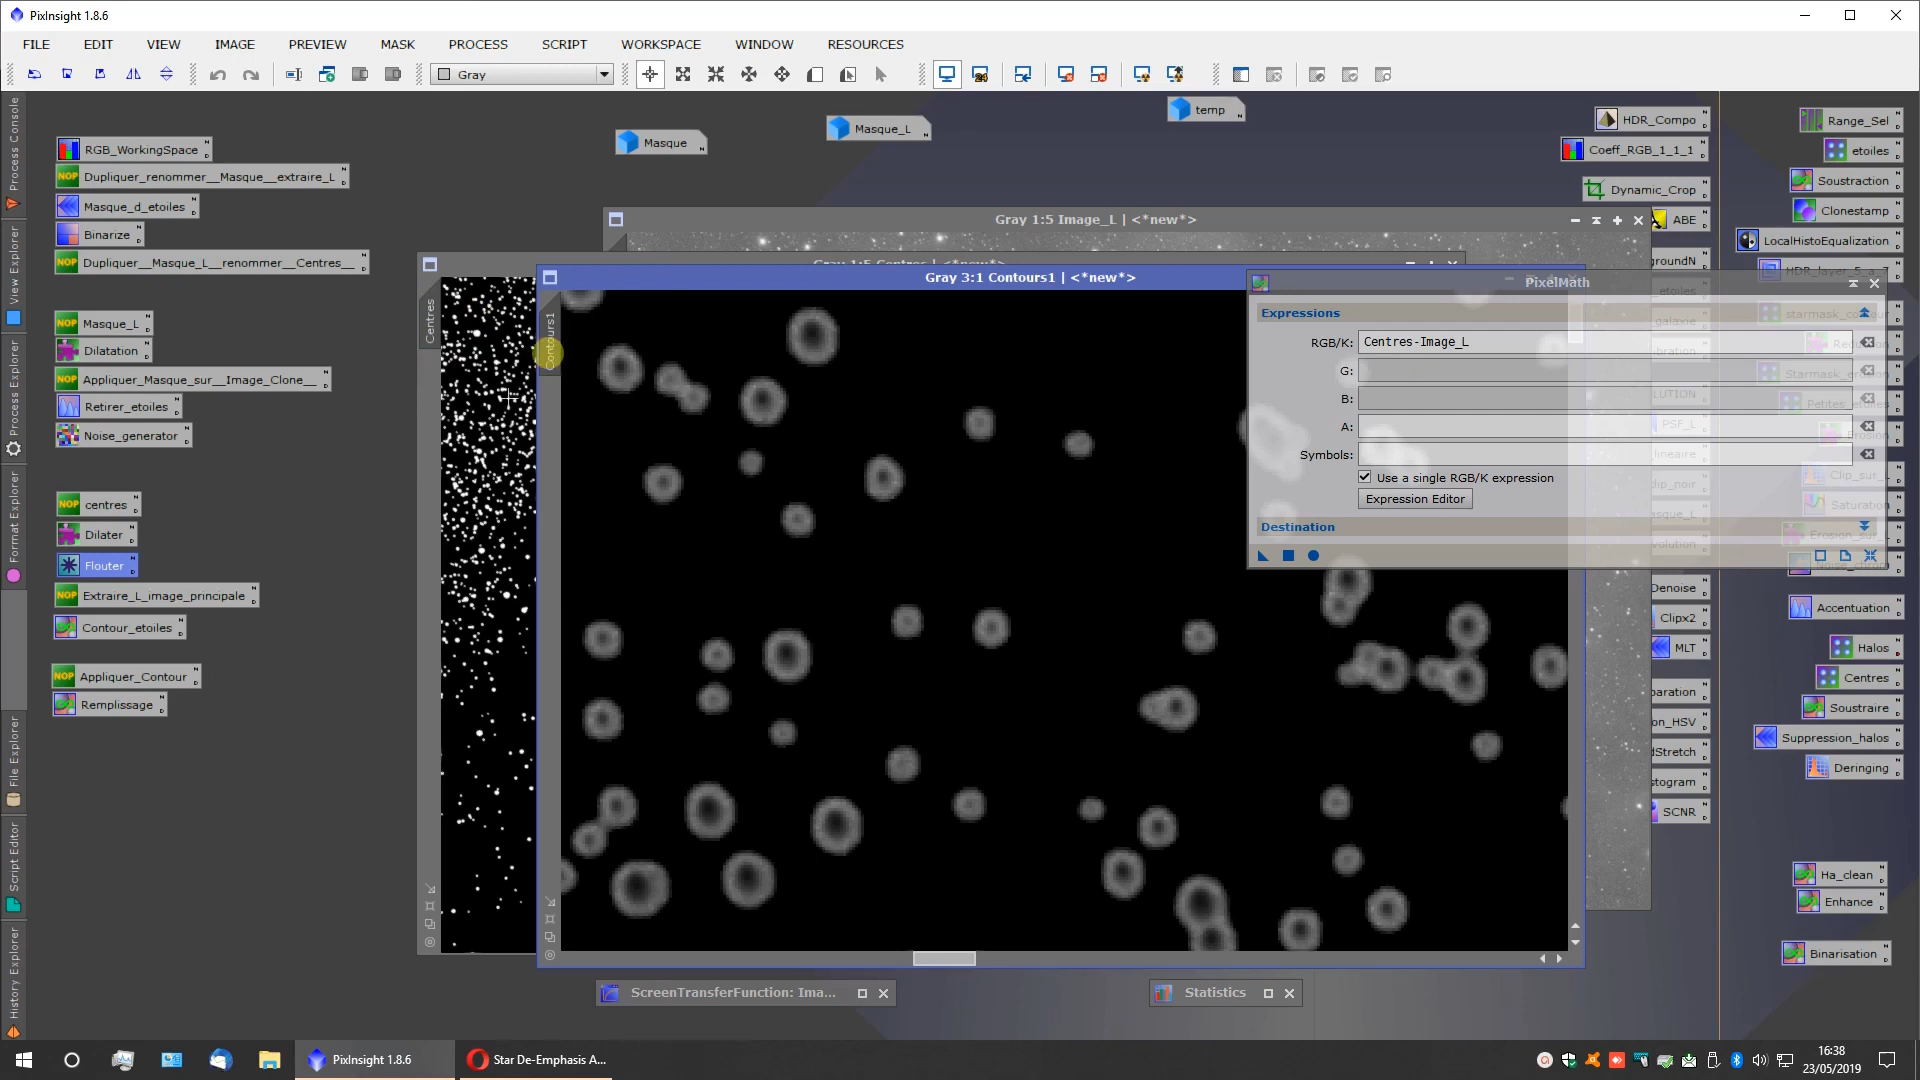 PixInsight 1.8.6
FILE EDIT VIEW IMAGE PREVIEW MASK PROCESS SCRIPT WORKSPACE WINDOW RESOURCES
Gray
Process Console
View Explorer
Process Explorer
Format Explorer
File Explorer
Script Editor
History Explorer
RGB_WorkingSpace
Dupliquer_renommer__Masque__extraire_L
Masque_d_etoiles
Binarize
Dupliquer__Masque_L__renommer__Centres__
Masque_L
Dilatation
Appliquer_Masque_sur__Image_Clone__
Retirer_etoiles
Noise_generator
centres
Dilater
Flouter
Extraire_L_image_principale
Contour_etoiles
Appliquer_Contour
Remplissage
Masque
Masque_L
temp
Gray 1:5 Image_L | <*new*>
Gray 1:5 Centres | <*new*>
Centres
Gray 3:1 Contours1 | <*new*>
Contours1
PixelMath
Expressions
RGB/K: Centres-Image_L
G:
B:
A:
Symbols:
Use a single RGB/K expression
Expression Editor
Destination
HDR_Compo
Coeff_RGB_1_1_1
Dynamic_Crop
ABE
Denoise
Clipx2
MLT
SCNR
Range_Sel
etoiles
Soustraction
Clonestamp
LocalHistoEqualization
Accentuation
Halos
Centres
Soustraire
Suppression_halos
Deringing
Ha_clean
Enhance
Binarisation
ScreenTransferFunction: Ima...
Statistics
PixInsight 1.8.6
Star De-Emphasis A...
16:38
23/05/2019